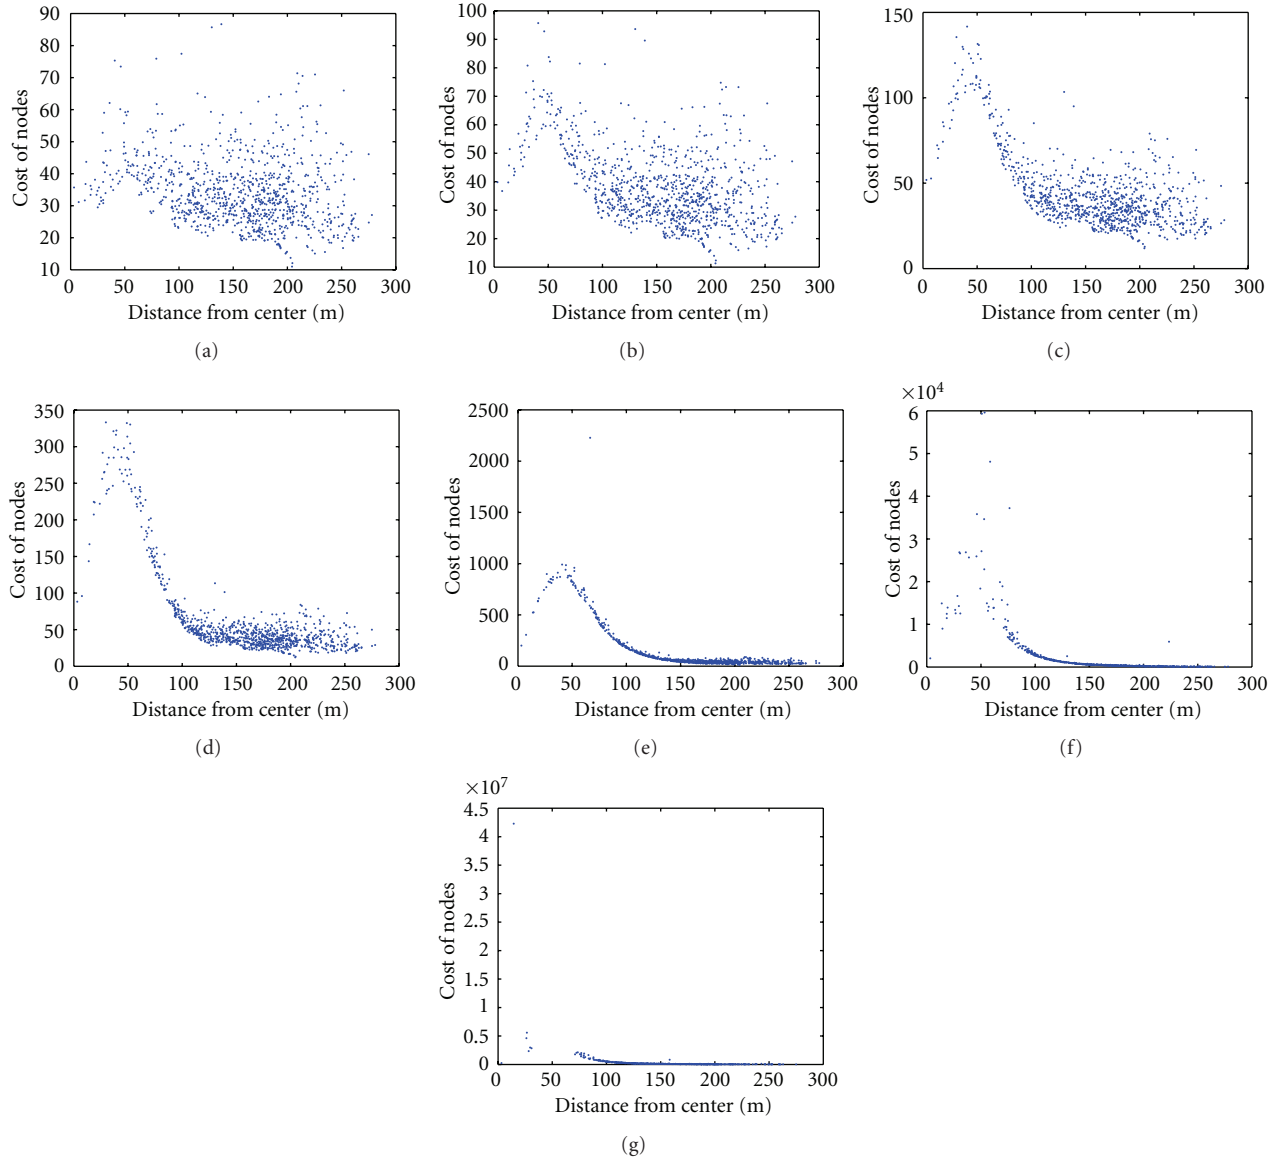 90
80
70
60
50
40
30
20
10
Cost of nodes
0 50 100 150 200 250 300
Distance from center (m)
(a)
100
90
80
70
60
50
40
30
20
10
Cost of nodes
0 50 100 150 200 250 300
Distance from center (m)
(b)
150
100
50
0
Cost of nodes
0 50 100 150 200 250 300
Distance from center (m)
(c)
350
300
250
200
150
100
50
0
Cost of nodes
0 50 100 150 200 250 300
Distance from center (m)
(d)
2500
2000
1500
1000
500
0
Cost of nodes
0 50 100 150 200 250 300
Distance from center (m)
(e)
×10⁴
6
5
4
3
2
1
0
Cost of nodes
0 50 100 150 200 250 300
Distance from center (m)
(f)
×10⁷
4.5
4
3.5
3
2.5
2
1.5
1
0.5
0
Cost of nodes
0 50 100 150 200 250 300
Distance from center (m)
(g)